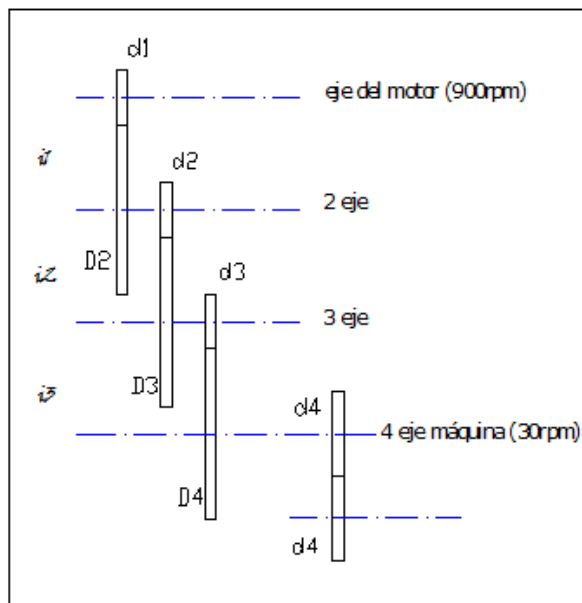 d1
eje del motor (900rpm)
i1
d2
2 eje
D2
i2
d3
3 eje
D3
i3
d4
4 eje máquina (30rpm)
D4
d4